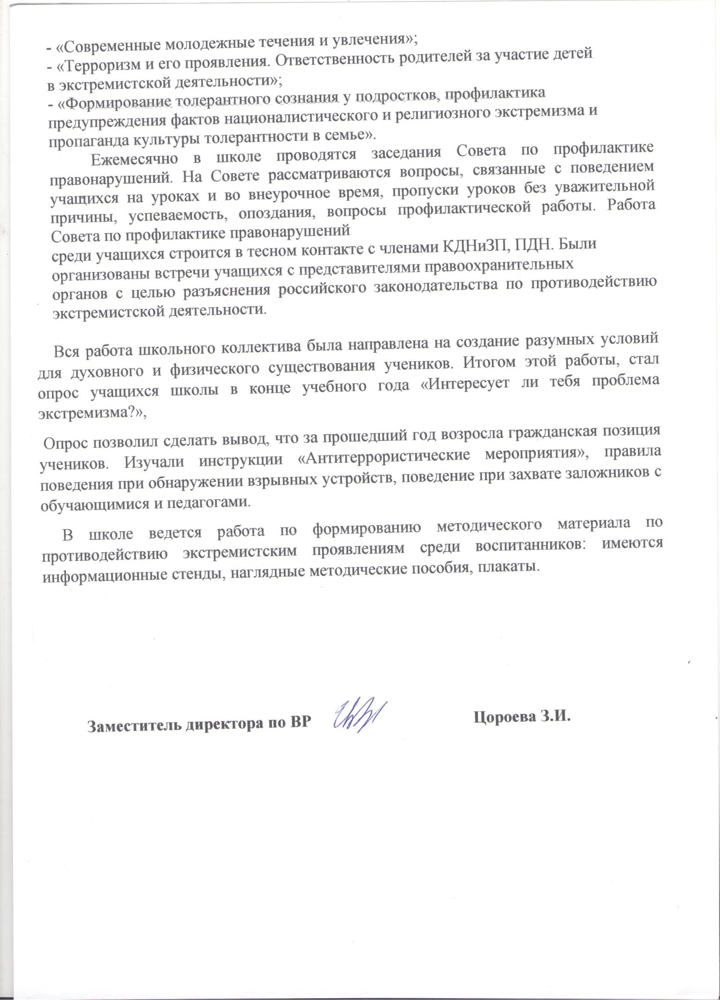 - «Современные молодежные течения и увлечения»;
- «Терроризм и его проявления. Ответственность родителей за участие детей
в экстремистской деятельности»;
- «Формирование толерантного сознания у подростков, профилактика
предупреждения фактов националистического и религиозного экстремизма и
пропаганда культуры толерантности в семье».
Ежемесячно в школе проводятся заседания Совета по профилактике
правонарушений. На Совете рассматриваются вопросы, связанные с поведением
учащихся на уроках и во внеурочное время, пропуски уроков без уважительной
причины, успеваемость, опоздания, вопросы профилактической работы. Работа
Совета по профилактике правонарушений
среди учащихся строится в тесном контакте с членами КДНиЗП, ПДН. Были
организованы встречи учащихся с представителями правоохранительных
органов с целью разъяснения российского законодательства по противодействию
экстремистской деятельности.
Вся работа школьного коллектива была направлена на создание разумных условий
для духовного и физического существования учеников. Итогом этой работы, стал
опрос учащихся школы в конце учебного года «Интересует ли тебя проблема
экстремизма?»,
Опрос позволил сделать вывод, что за прошедший год возросла гражданская позиция
учеников. Изучали инструкции «Антитеррористические мероприятия», правила
поведения при обнаружении взрывных устройств, поведение при захвате заложников с
обучающимися и педагогами.
В школе ведется работа по формированию методического материала по
противодействию экстремистским проявлениям среди воспитанников: имеются
информационные стенды, наглядные методические пособия, плакаты.
Заместитель директора по ВР Цороева З.И.